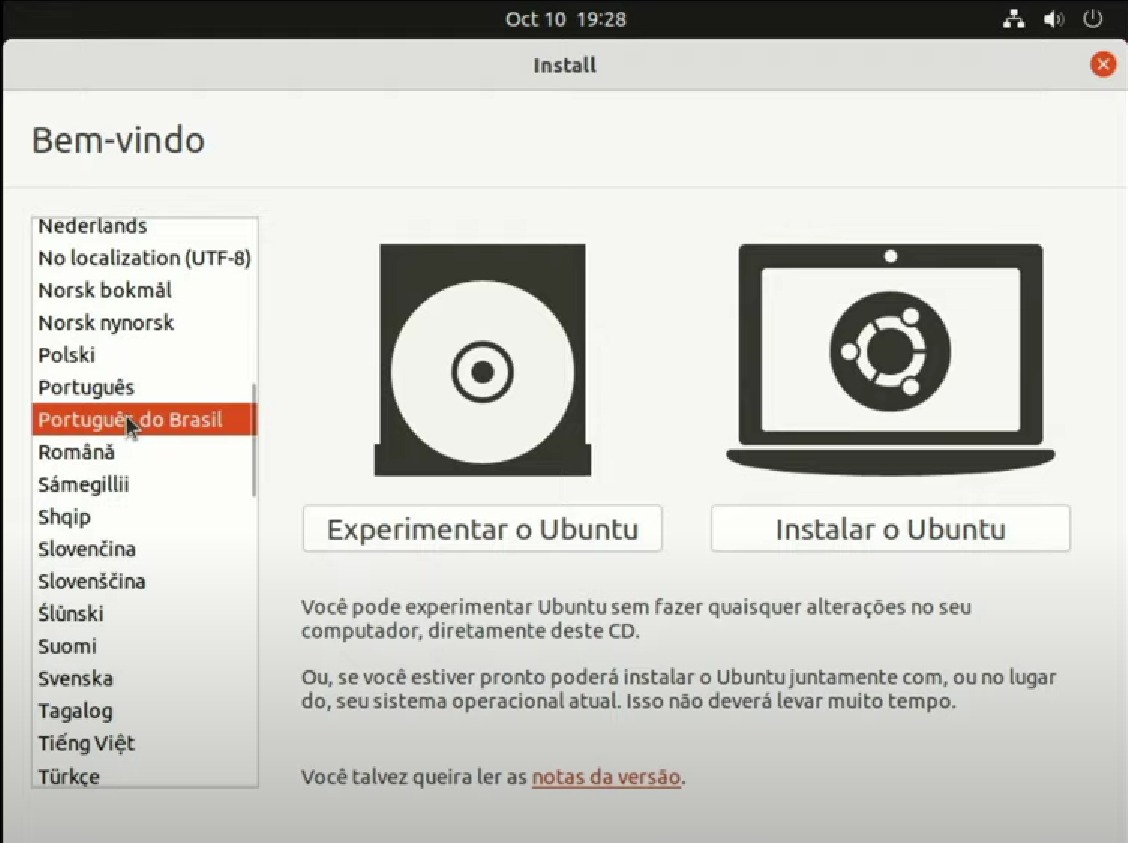 Oct 10 19:28
Install
Bem-vindo
Nederlands
No localization (UTF-8)
Norsk bokmål
Norsk nynorsk
Polski
Português
Português do Brasil
Română
Sámegillii
Shqip
Slovenčina
Slovenščina
Ślůnski
Suomi
Svenska
Tagalog
Tiếng Việt
Türkçe
Experimentar o Ubuntu
Instalar o Ubuntu
Você pode experimentar Ubuntu sem fazer quaisquer alterações no seu
computador, diretamente deste CD.
Ou, se você estiver pronto poderá instalar o Ubuntu juntamente com, ou no lugar
do, seu sistema operacional atual. Isso não deverá levar muito tempo.
Você talvez queira ler as notas da versão.